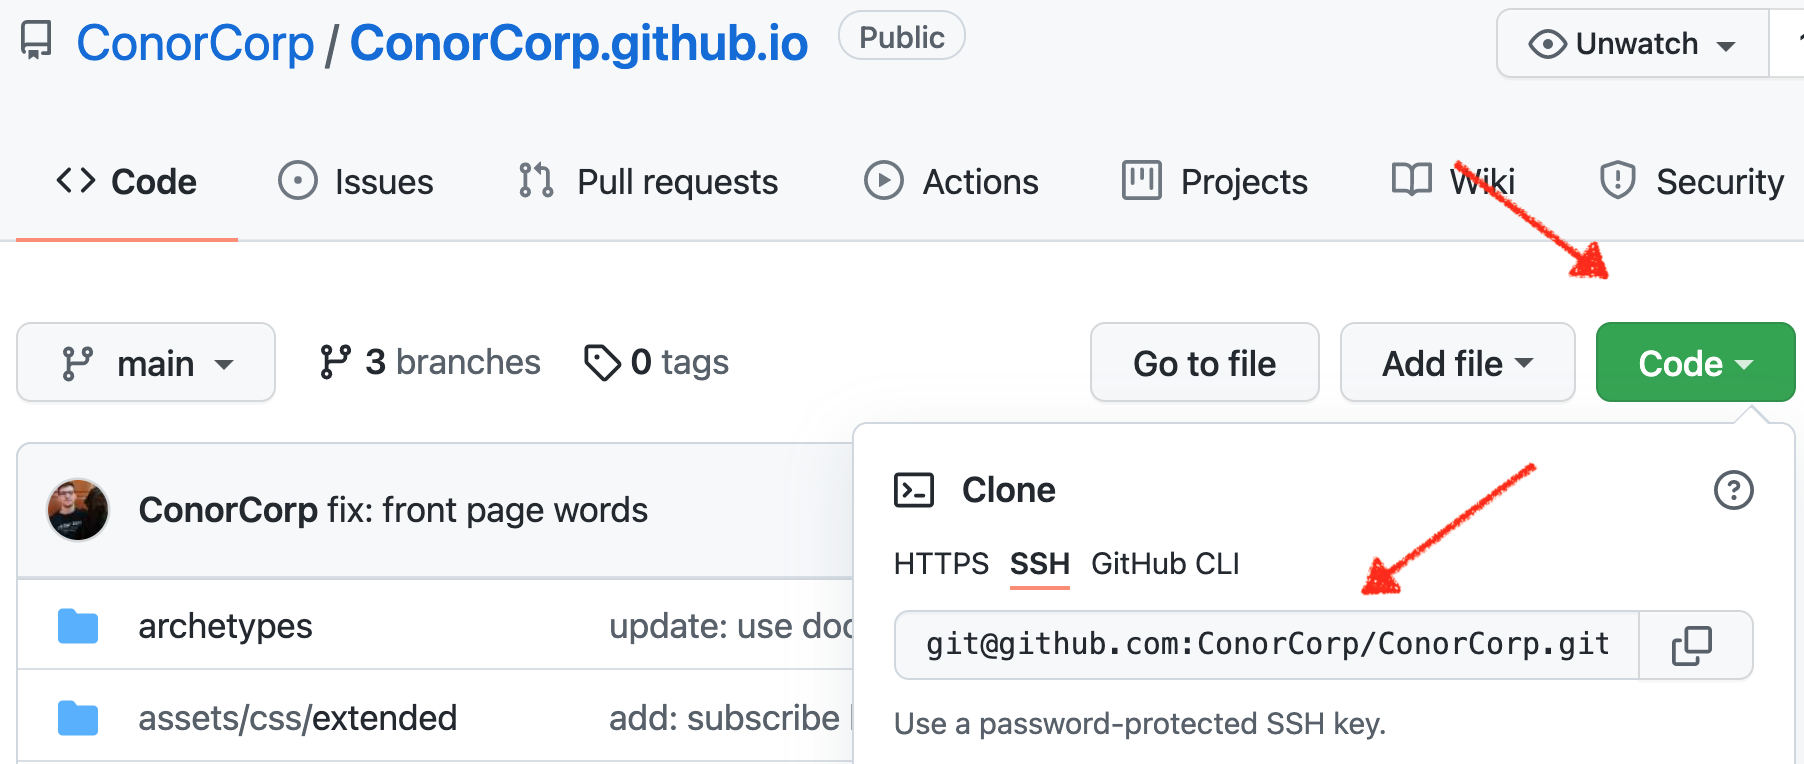 ConorCorp / ConorCorp.github.io Public Unwatch
Code Issues Pull requests Actions Projects Wiki Security
main 3 branches 0 tags Go to file Add file Code
ConorCorp fix: front page words
Clone
HTTPS SSH GitHub CLI
git@github.com:ConorCorp/ConorCorp.git
Use a password-protected SSH key.
archetypes update: use
assets/css/extended add: subscribe